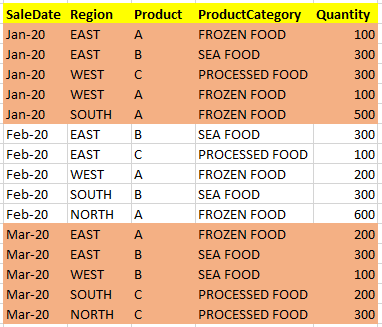 SaleDate Region Product ProductCategory Quantity
Jan-20 EAST A FROZEN FOOD 100
Jan-20 EAST B SEA FOOD 300
Jan-20 WEST C PROCESSED FOOD 300
Jan-20 WEST A FROZEN FOOD 100
Jan-20 SOUTH A FROZEN FOOD 500
Feb-20 EAST B SEA FOOD 300
Feb-20 EAST C PROCESSED FOOD 100
Feb-20 WEST A FROZEN FOOD 200
Feb-20 SOUTH B SEA FOOD 300
Feb-20 NORTH A FROZEN FOOD 600
Mar-20 EAST A FROZEN FOOD 200
Mar-20 EAST B SEA FOOD 300
Mar-20 WEST B SEA FOOD 100
Mar-20 SOUTH C PROCESSED FOOD 200
Mar-20 NORTH C PROCESSED FOOD 300